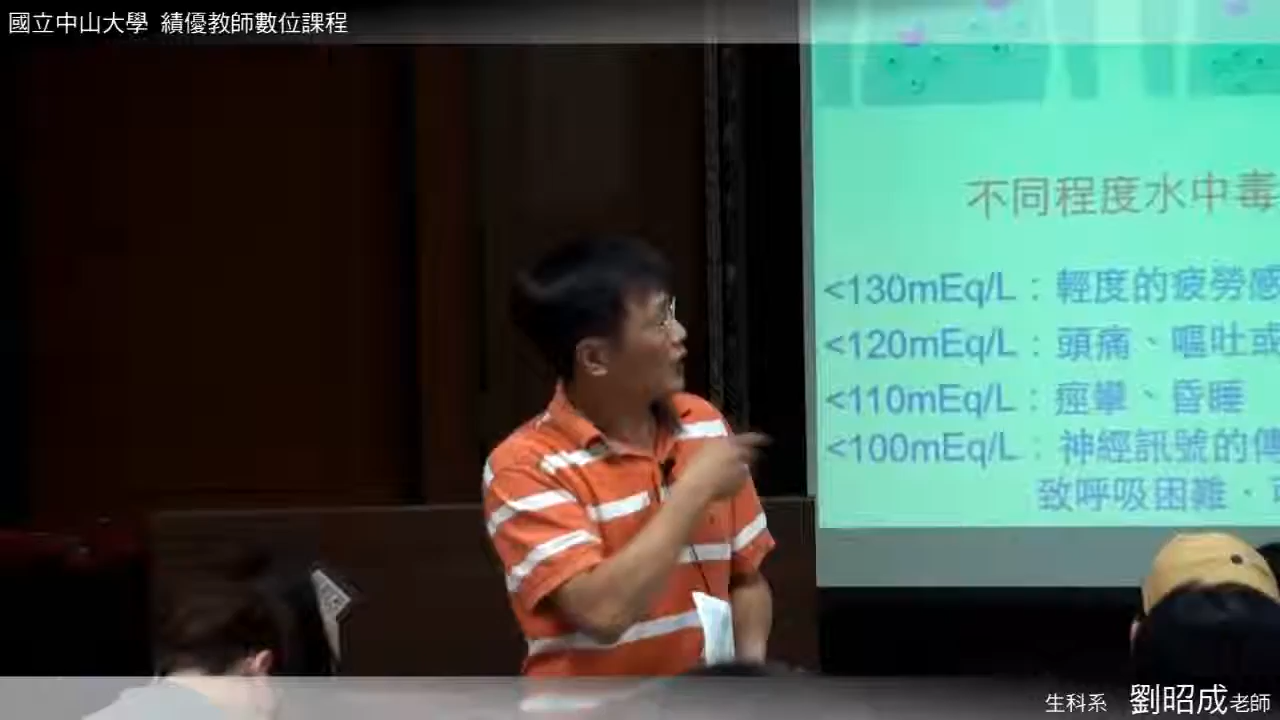 國立中山大學 績優教師數位課程
不同程度水中毒
<130mEq/L：輕度的疲勞感
<120mEq/L：頭痛、嘔吐或
<110mEq/L：痙攣、昏睡
<100mEq/L：神經訊號的傳
致呼吸困難．可
生科系 劉昭成老師